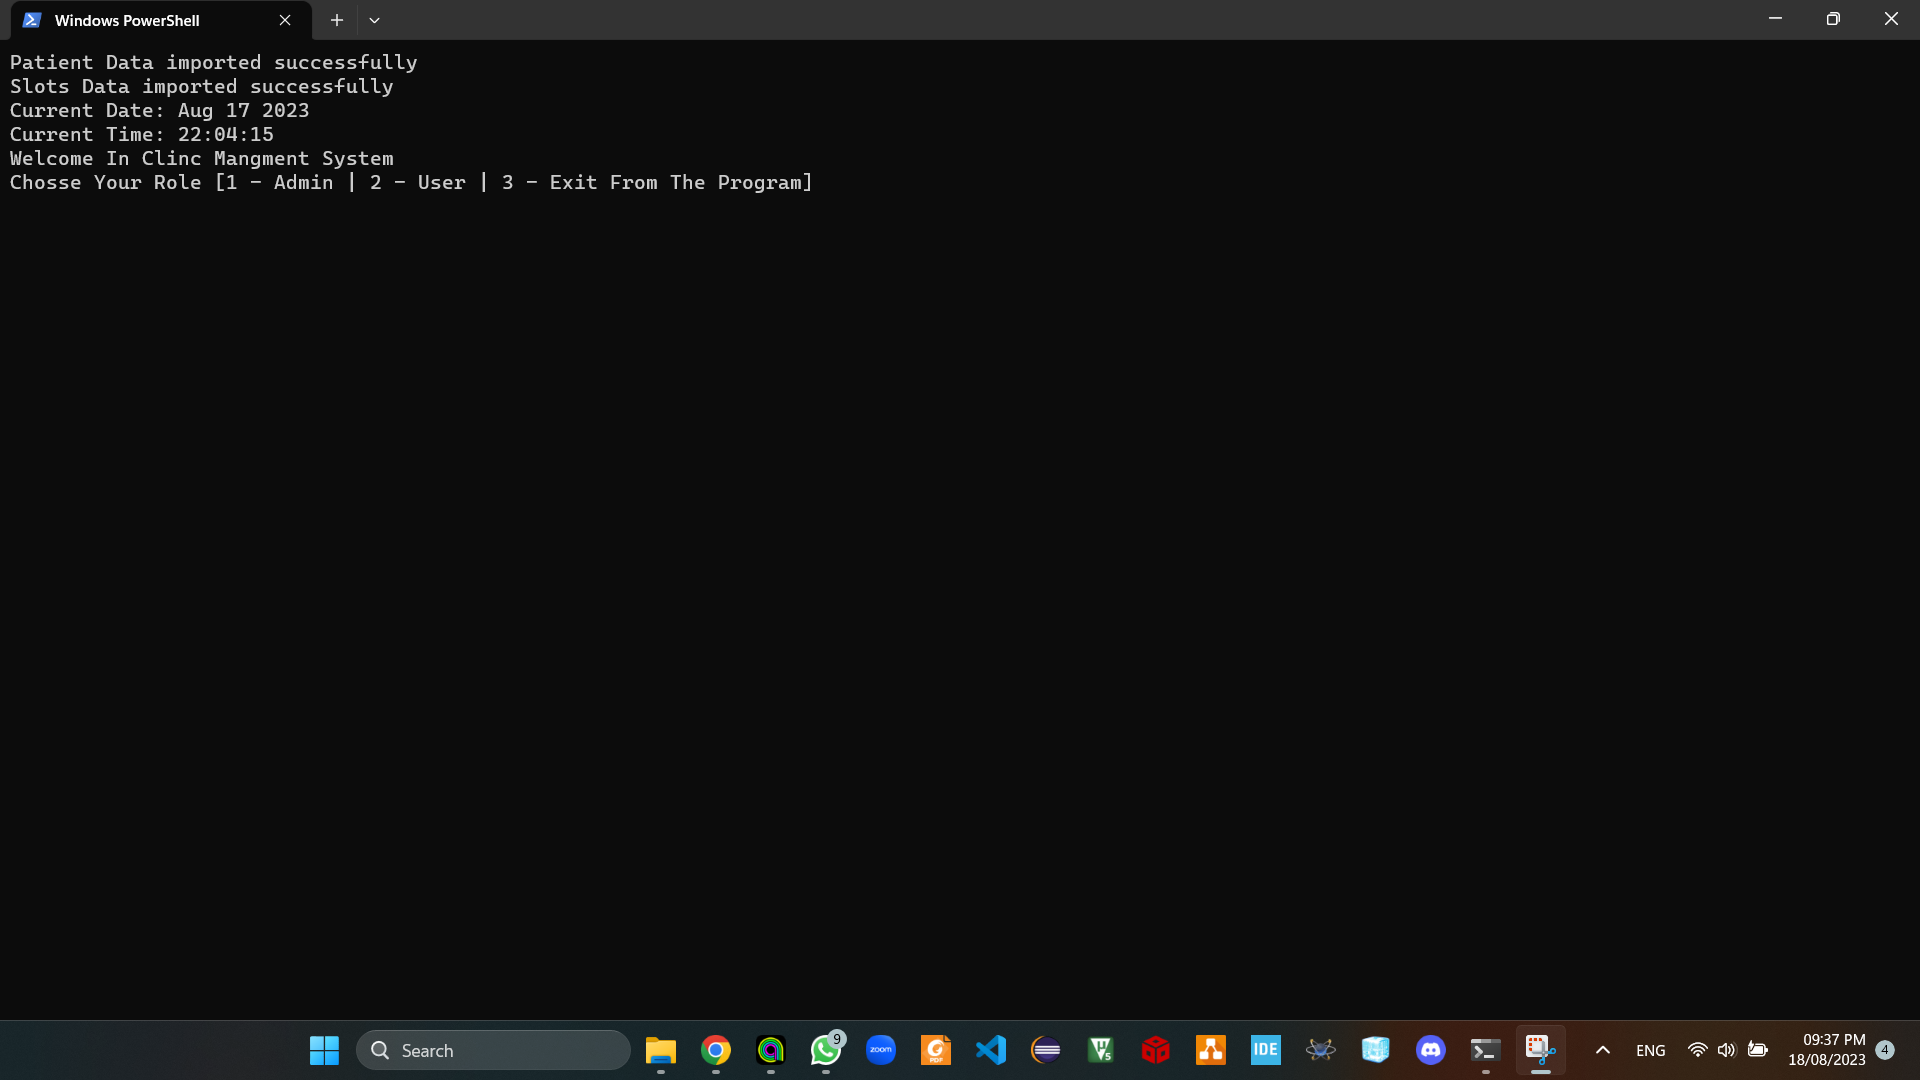 Windows PowerShell
Patient Data imported successfully
Slots Data imported successfully
Current Date: Aug 17 2023
Current Time: 22:04:15
Welcome In Clinc Mangment System
Chosse Your Role [1 - Admin | 2 - User | 3 - Exit From The Program]
Search
9
zoom
PDF
5
IDE
ENG
09:37 PM
18/08/2023
4